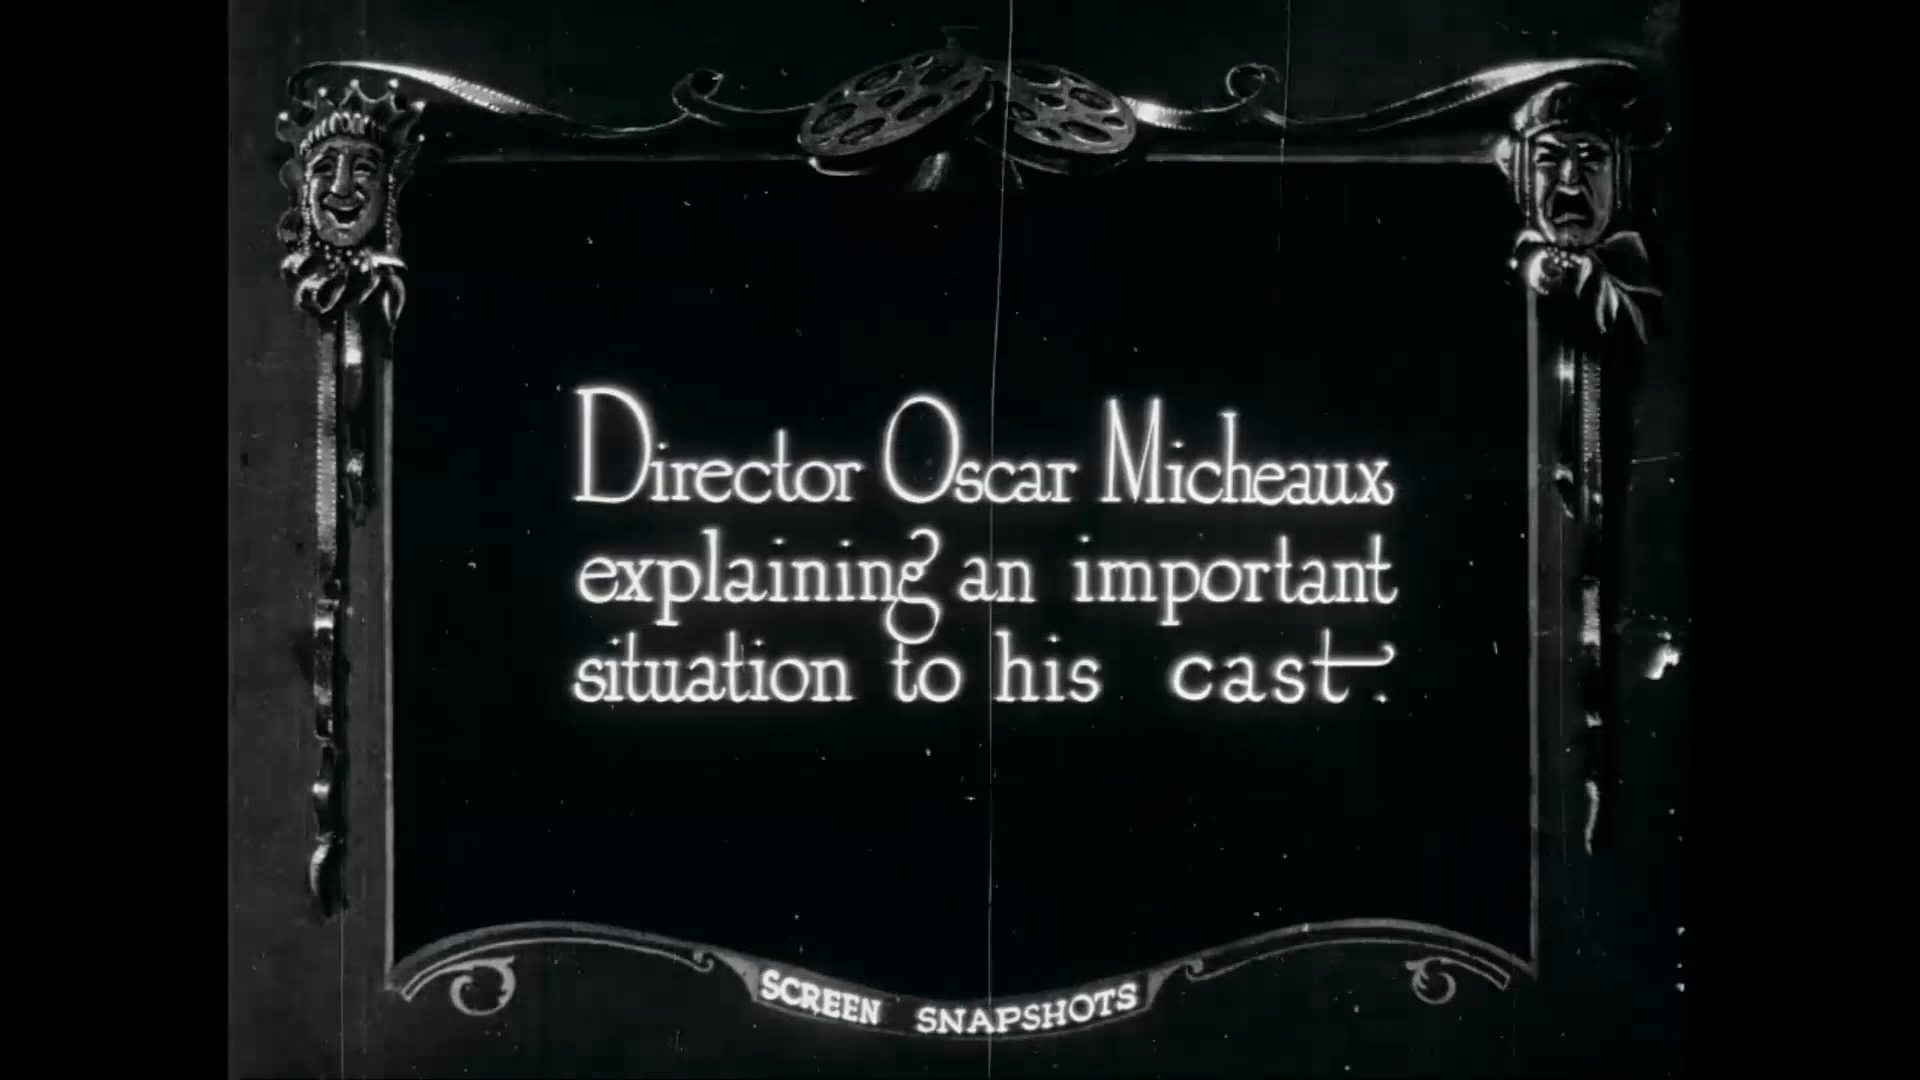 Director Oscar Micheaux
explaining an important
situation to his cast.
SCREEN SNAPSHOTS